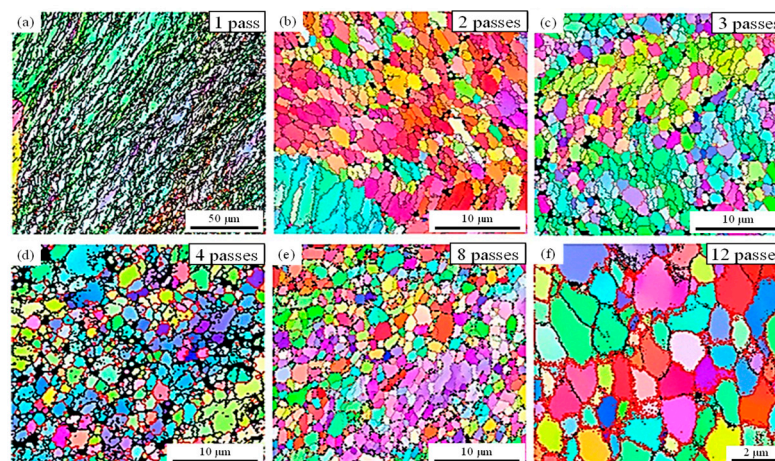 (a) 1 pass
50 µm
(b) 2 passes
10 µm
(c) 3 passes
10 µm
(d) 4 passes
10 µm
(e) 8 passes
10 µm
(f) 12 passes
2 µm